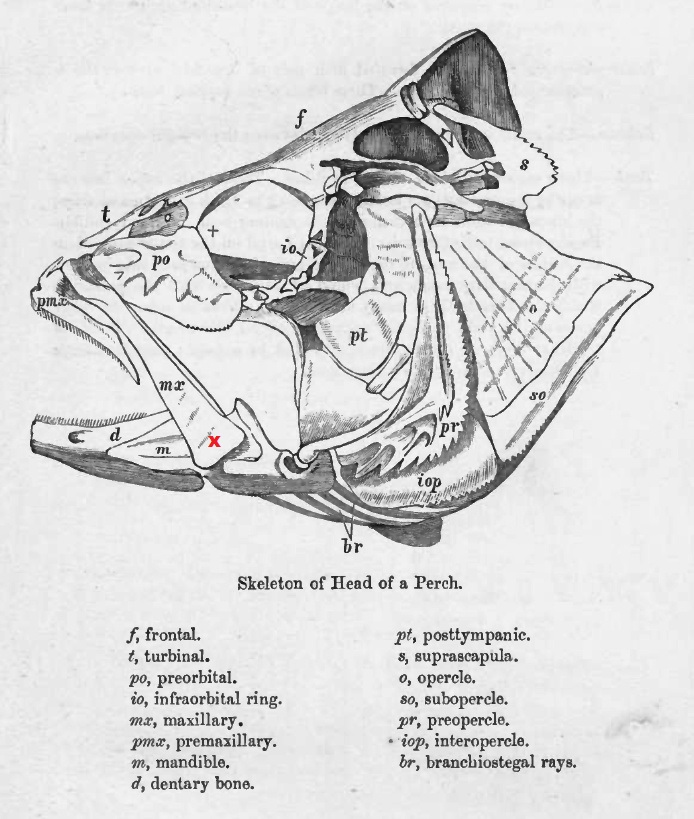 f
s
t
o
+
io
po
pmx
o
pt
mx
so
d
m
x
pr
iop
br
Skeleton of Head of a Perch.
f, frontal.
t, turbinal.
po, preorbital.
io, infraorbital ring.
mx, maxillary.
pmx, premaxillary.
m, mandible.
d, dentary bone.
pt, posttympanic.
s, suprascapula.
o, opercle.
so, subopercle.
pr, preopercle.
iop, interopercle.
br, branchiostegal rays.